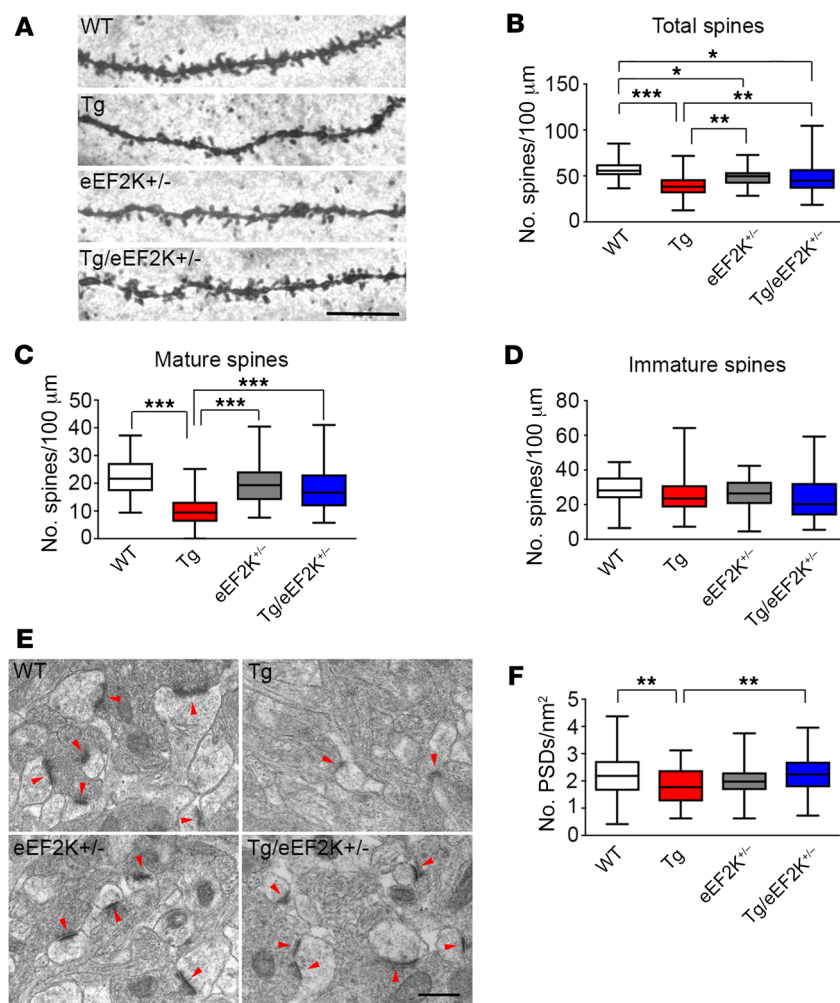 A
WT
Tg
eEF2K+/-
Tg/eEF2K+/-
B
Total spines
No. spines/100 μm
150
100
50
0
*
*
***
**
**
WT
Tg
eEF2K+/–
Tg/eEF2K+/–
C
Mature spines
No. spines/100 μm
50
40
30
20
10
0
***
***
***
WT
Tg
eEF2K+/–
Tg/eEF2K+/–
D
Immature spines
No. spines/100 μm
80
60
40
20
0
WT
Tg
eEF2K+/–
Tg/eEF2K+/–
E
WT
Tg
eEF2K+/-
Tg/eEF2K+/-
F
No. PSDs/nm²
5
4
3
2
1
0
**
**
WT
Tg
eEF2K+/–
Tg/eEF2K+/–